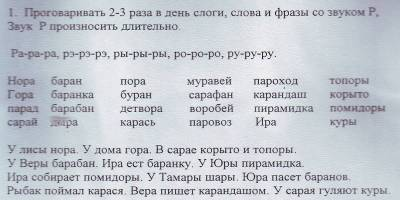 1. Проговаривать 2-3 раза в день слоги, слова и фразы со звуком Р,
Звук Р произносить длительно.
Ра-ра-ра, рэ-рэ-рэ, ры-ры-ры, ро-ро-ро, ру-ру-ру.
Нора баран пора муравей пароход топоры
Гора баранка буран сарафан карандаш корыто
парад барабан детвора воробей пирамидка помидоры
сарай карась паровоз Ира куры
У лисы нора. У дома гора. В сарае корыто и топоры.
У Веры барабан. Ира ест баранку. У Юры пирамидка.
Ира собирает помидоры. У Тамары шары. Юра пасет баранов.
Рыбак поймал карася. Вера пишет карандашом. У сарая гуляют куры.